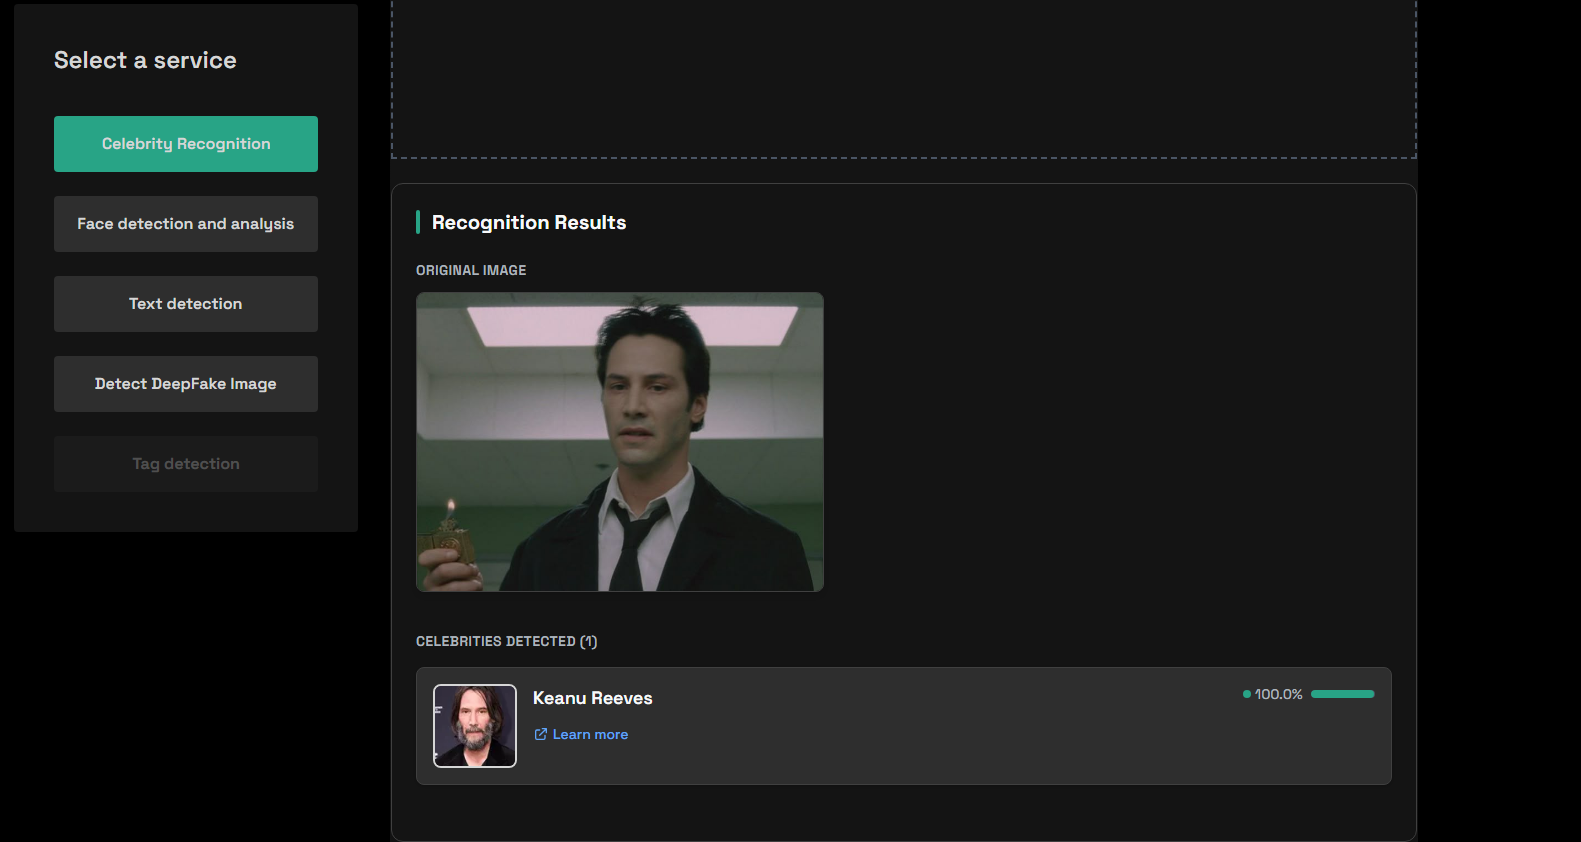 Select a service
Celebrity Recognition
Face detection and analysis
Text detection
Detect DeepFake Image
Tag detection
Recognition Results
ORIGINAL IMAGE
CELEBRITIES DETECTED (1)
Keanu Reeves
100.0%
Learn more